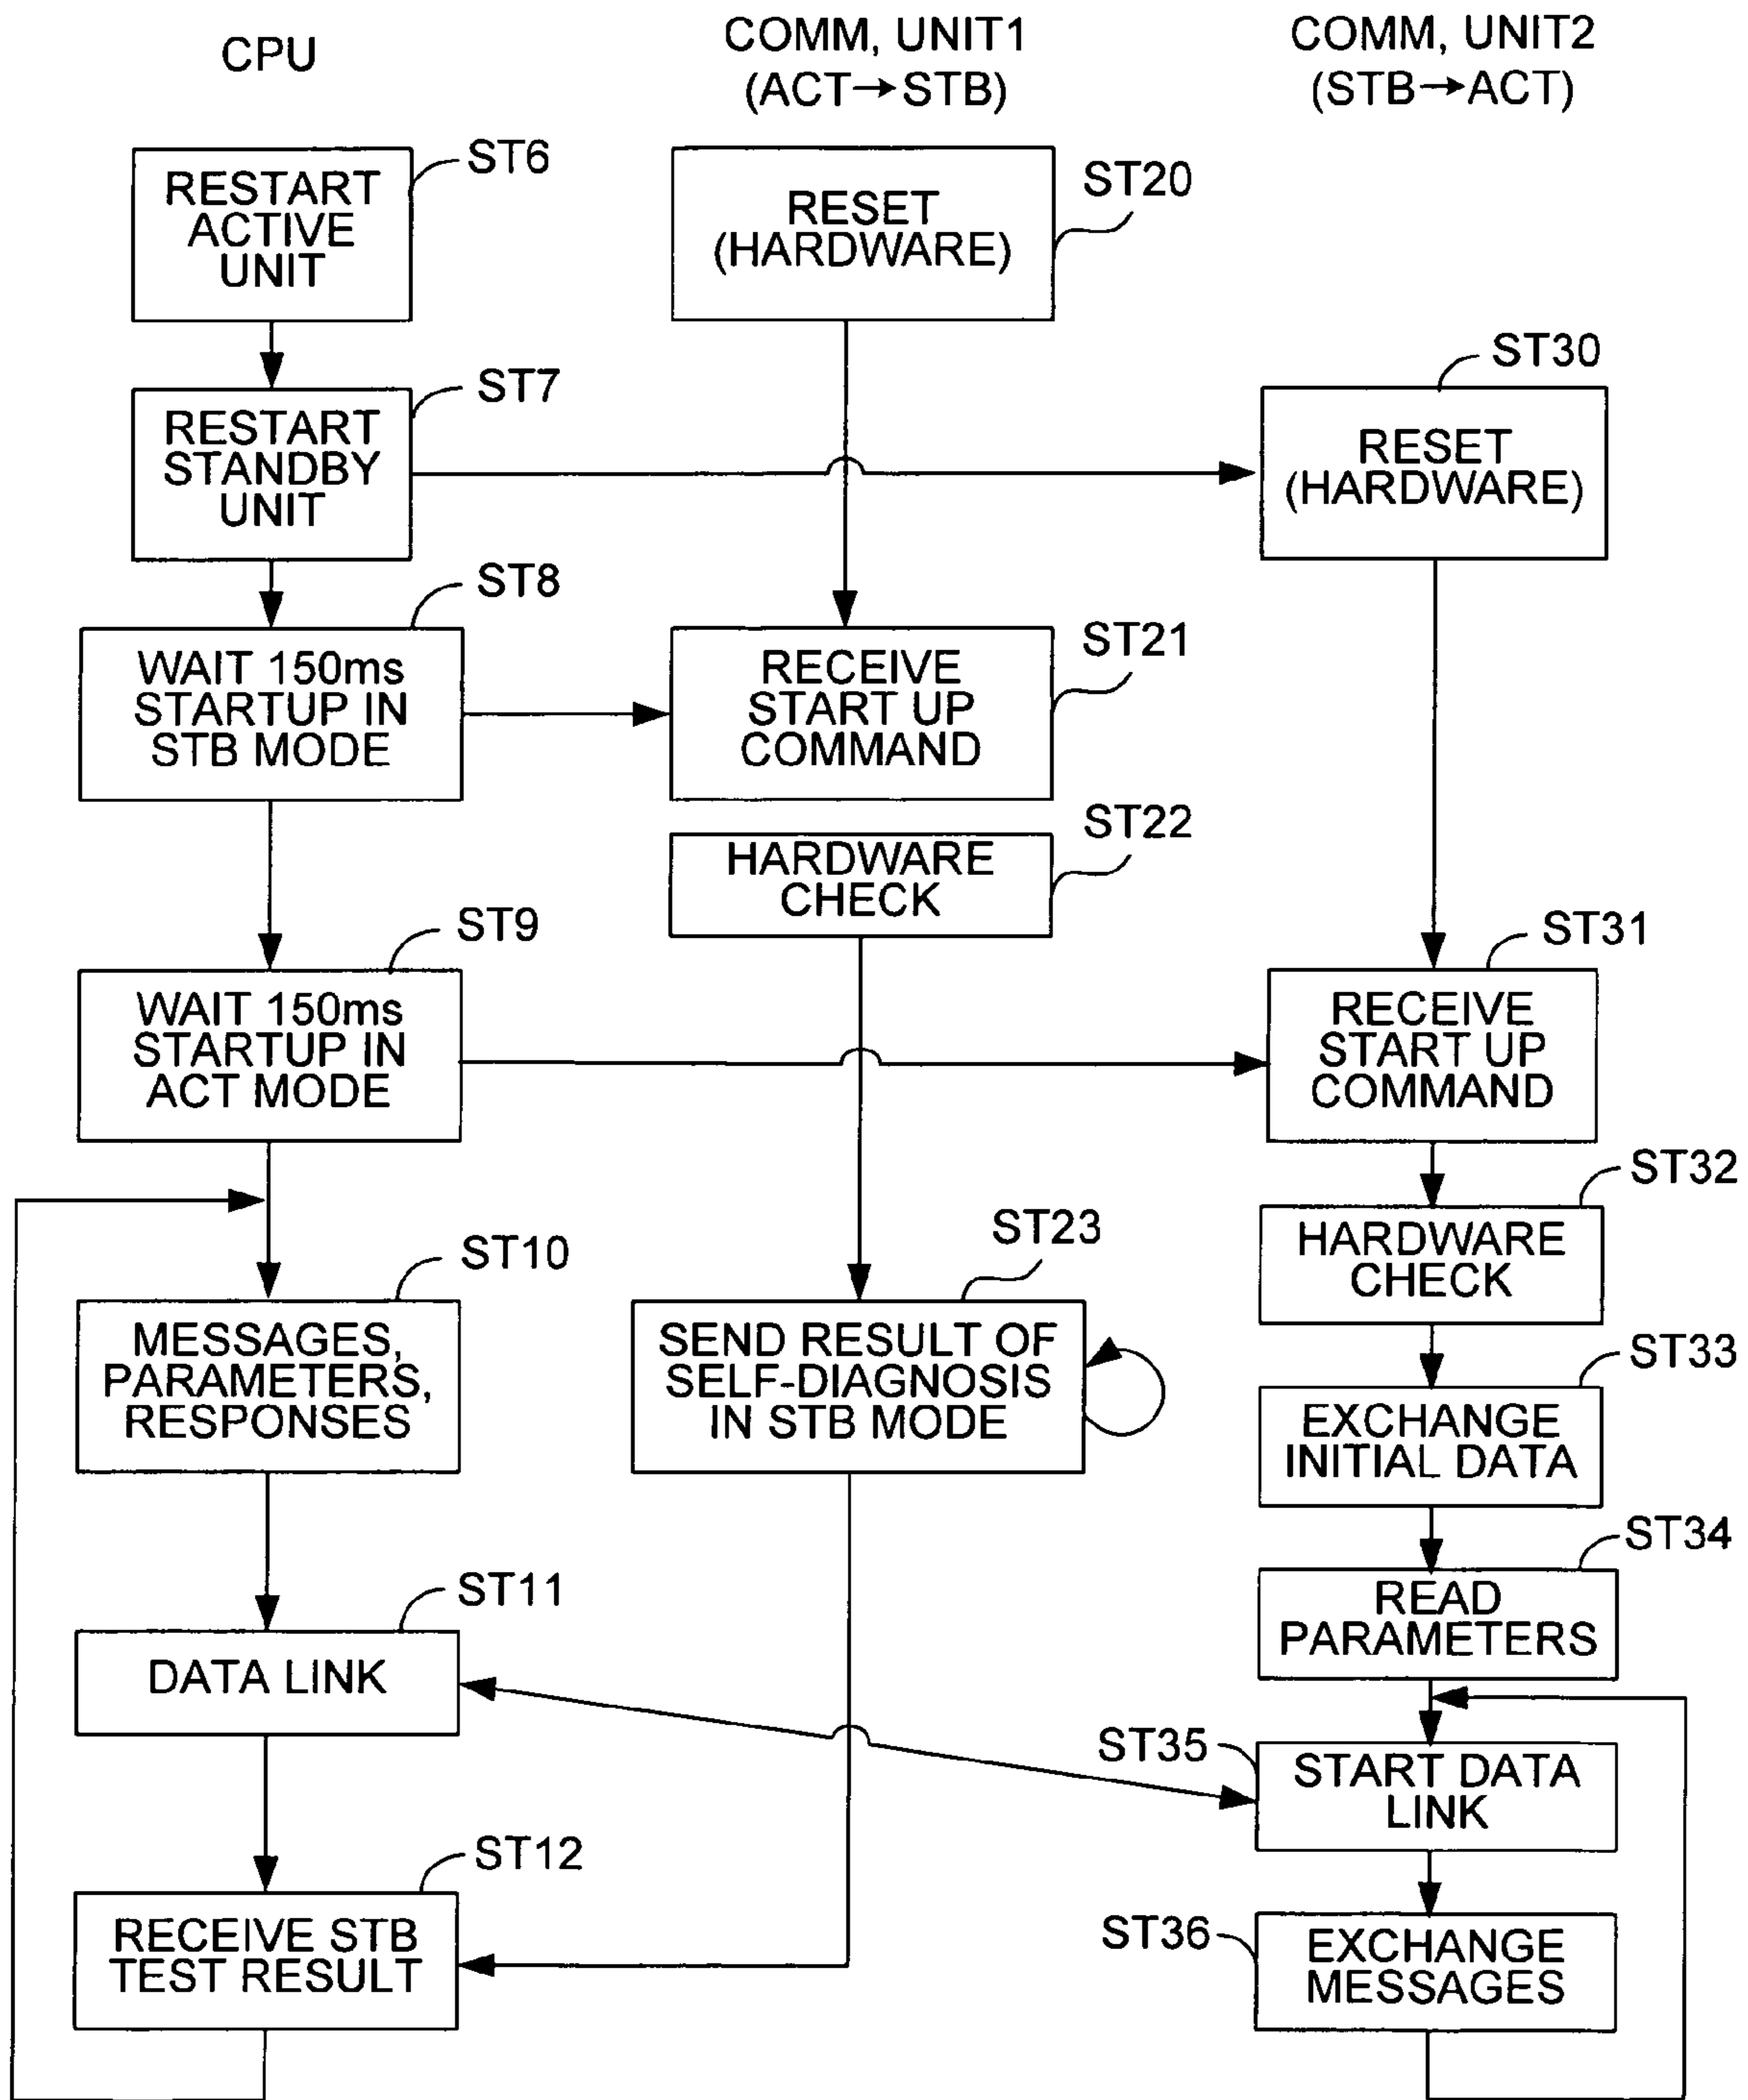 CPU
COMM, UNIT1
(ACT→STB)
COMM, UNIT2
(STB→ACT)
ST6
RESTART
ACTIVE
UNIT
ST20
RESET
(HARDWARE)
ST7
RESTART
STANDBY
UNIT
ST30
RESET
(HARDWARE)
ST8
WAIT 150ms
STARTUP IN
STB MODE
ST21
RECEIVE
START UP
COMMAND
ST22
HARDWARE
CHECK
ST9
WAIT 150ms
STARTUP IN
ACT MODE
ST31
RECEIVE
START UP
COMMAND
ST32
HARDWARE
CHECK
ST10
MESSAGES,
PARAMETERS,
RESPONSES
ST23
SEND RESULT OF
SELF-DIAGNOSIS
IN STB MODE
ST33
EXCHANGE
INITIAL DATA
ST34
READ
PARAMETERS
ST11
DATA LINK
ST35
START DATA
LINK
ST12
RECEIVE STB
TEST RESULT
ST36
EXCHANGE
MESSAGES